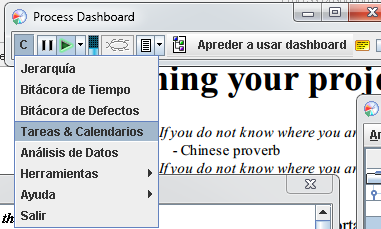 Process Dashboard
C
Apreder a usar dashboard
Jerarquía
Bitácora de Tiempo
Bitácora de Defectos
Tareas & Calendarios
Análisis de Datos
Herramientas
Ayuda
Salir
ning your proje
If you do not know where you ar
- Chinese proverb
If you do not know where you ar
th